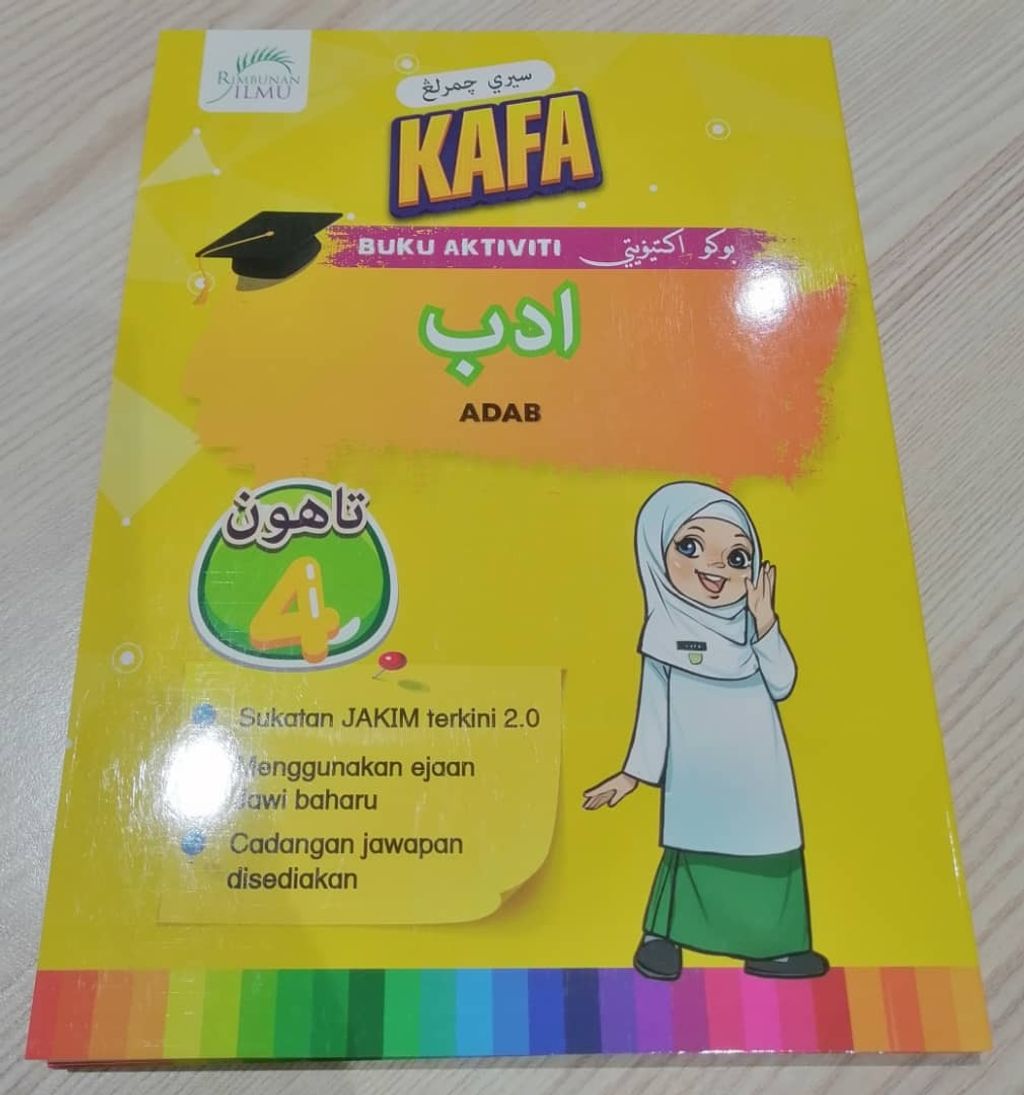 RIMBUNAN
ILMU
سيري چمرلڠ
KAFA
BUKU AKTIVITI بوکو اکتيۏيتي
ادب
ADAB
تاهون
4
Sukatan JAKIM terkini 2.0
Menggunakan ejaan
Jawi baharu
Cadangan jawapan
disediakan